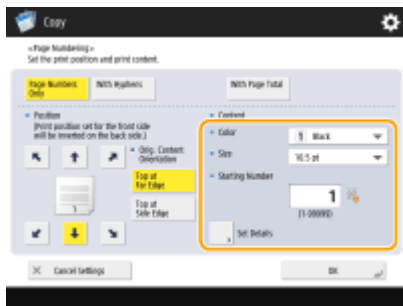 Copy
<Page Numbering>
Set the print position and print content.
Page Numbers Only
With Hyphens
With Page Total
Position
(Print position set for the front side
will be inverted on the back side.)
Orig. Content
Orientation
Top at
Far Edge
Top at
Side Edge
1
Content
Color
1 Black
Size
10.5 pt
Starting Number
1
(1-99999)
Set Details
Cancel Settings
OK